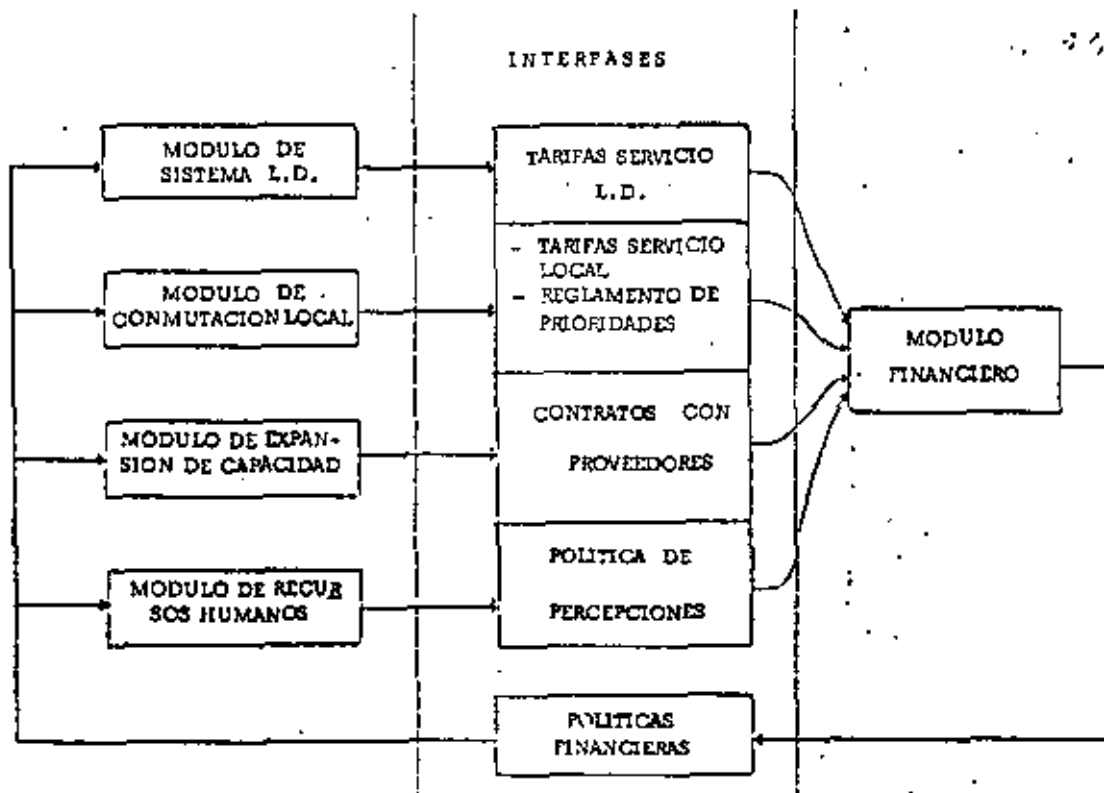 INTERFASES
MODULO DE
SISTEMA L.D.
TARIFAS SERVICIO
L.D.
- TARIFAS SERVICIO
LOCAL
- REGLAMENTO DE
PRIORIDADES
MODULO DE
CONMUTACION LOCAL
MODULO
FINANCIERO
CONTRATOS CON
PROVEEDORES
MODULO DE EXPAN-
SION DE CAPACIDAD
POLITICA DE
PERCEPCIONES
MODULO DE RECUR
SOS HUMANOS
POLITICAS
FINANCIERAS